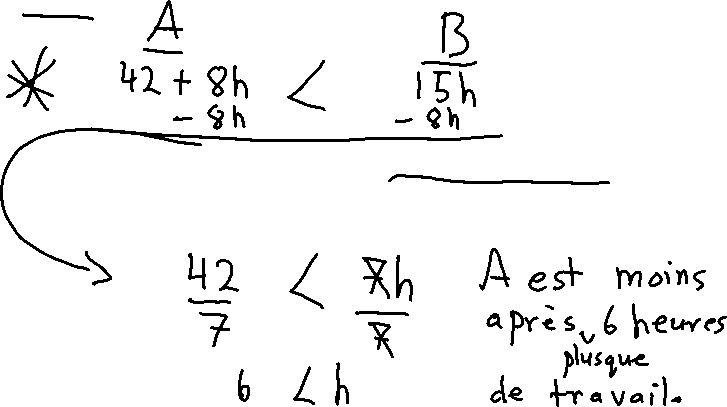 A B
* 42 + 8h < 15h
- 8h - 8h
42 < 7h A est moins
7 7 après plusque 6 heures
6 < h de travail.